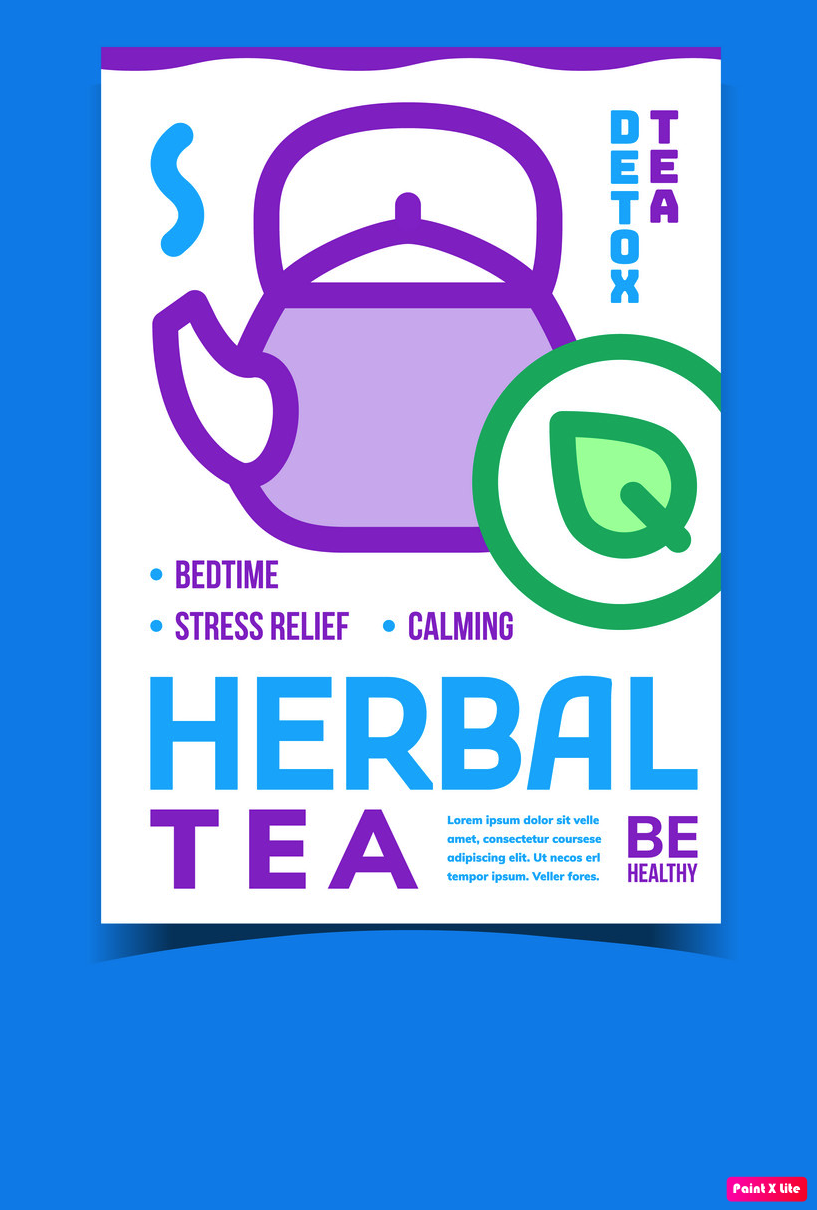 DETOX
TEA
BEDTIME
STRESS RELIEF
CALMING
HERBAL
TEA
Lorem ipsum dolor sit velle
amet, consectetur coursese
adipiscing elit. Ut necos erl
tempor ipsum. Veller fores.
BE
HEALTHY
Paint X Lite